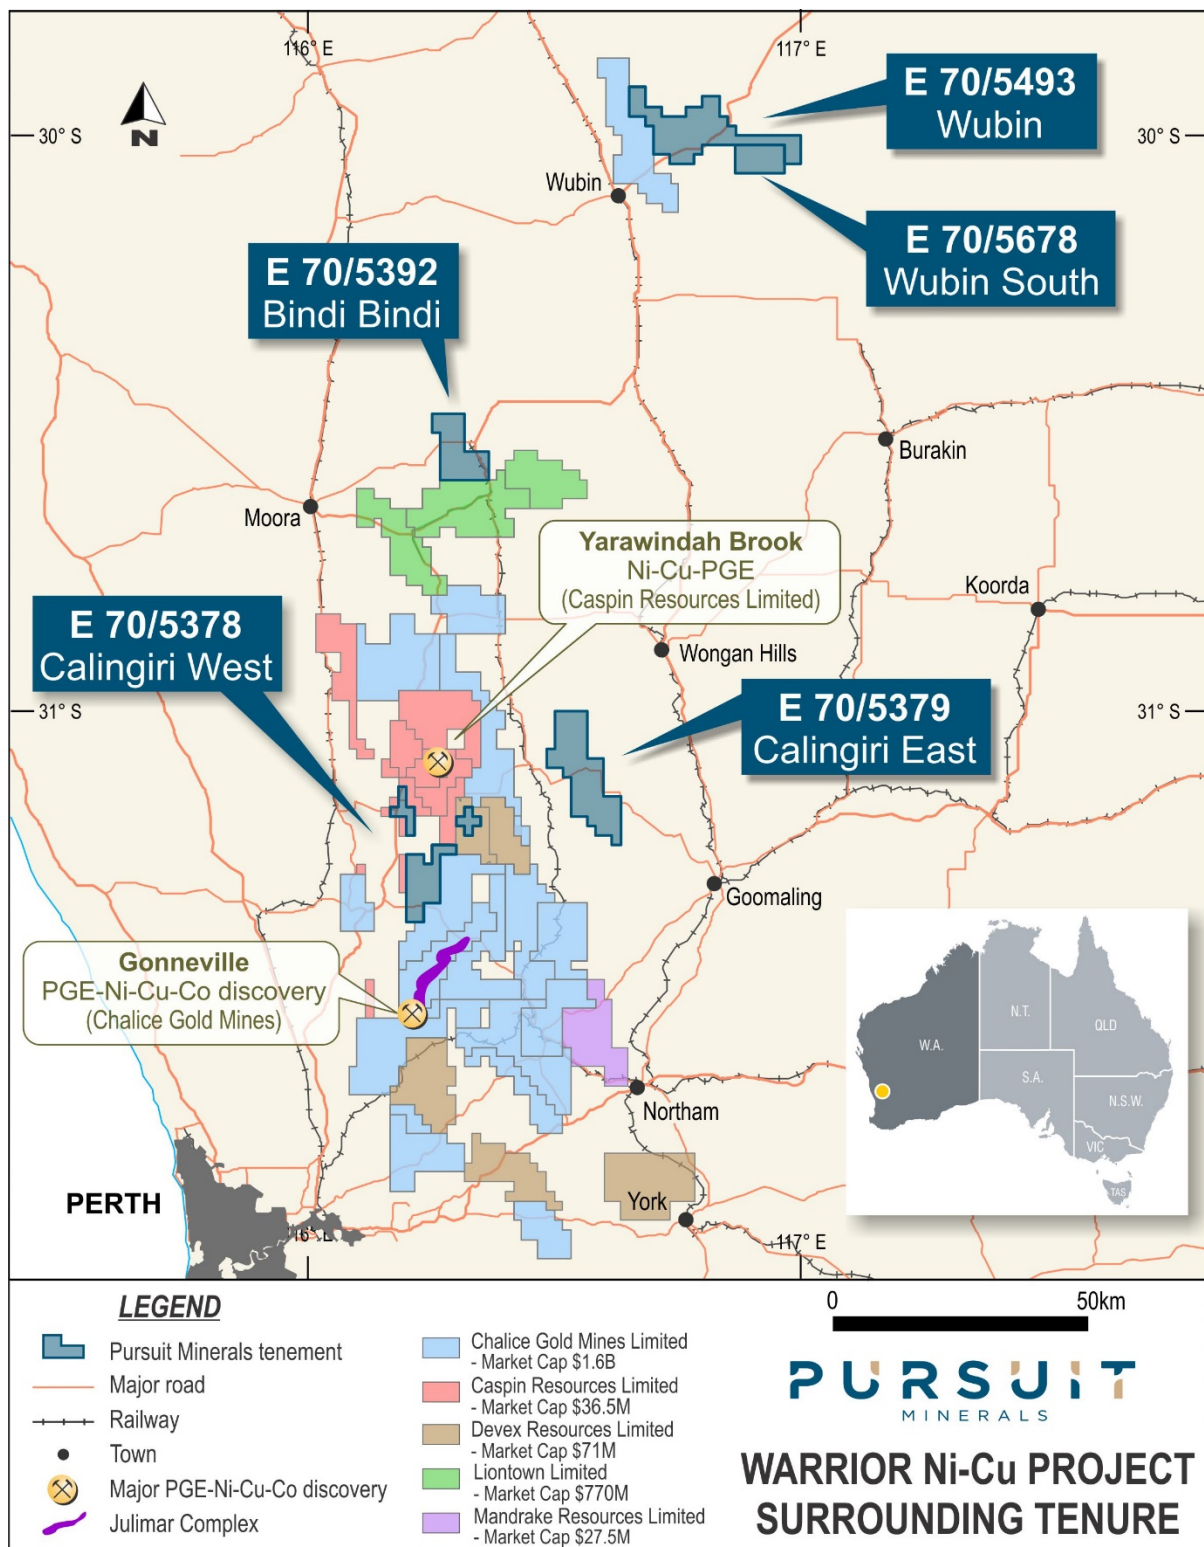 116° E
117° E
30° S
30° S
N
E 70/5493
Wubin
Wubin
E 70/5678
Wubin South
E 70/5392
Bindi Bindi
Burakin
Moora
Yarawindah Brook
Ni-Cu-PGE
(Caspin Resources Limited)
Koorda
E 70/5378
Calingiri West
Wongan Hills
31° S
31° S
E 70/5379
Calingiri East
Goomaling
Gonneville
PGE-Ni-Cu-Co discovery
(Chalice Gold Mines)
N.T.
QLD
W.A.
S.A.
N.S.W.
VIC
TAS
Northam
PERTH
York
116° E
117° E
LEGEND
Pursuit Minerals tenement
Major road
Railway
Town
Major PGE-Ni-Cu-Co discovery
Julimar Complex
Chalice Gold Mines Limited
- Market Cap $1.6B
Caspin Resources Limited
- Market Cap $36.5M
Devex Resources Limited
- Market Cap $71M
Liontown Limited
- Market Cap $770M
Mandrake Resources Limited
- Market Cap $27.5M
0 50km
PURSUIT
MINERALS
WARRIOR Ni-Cu PROJECT
SURROUNDING TENURE